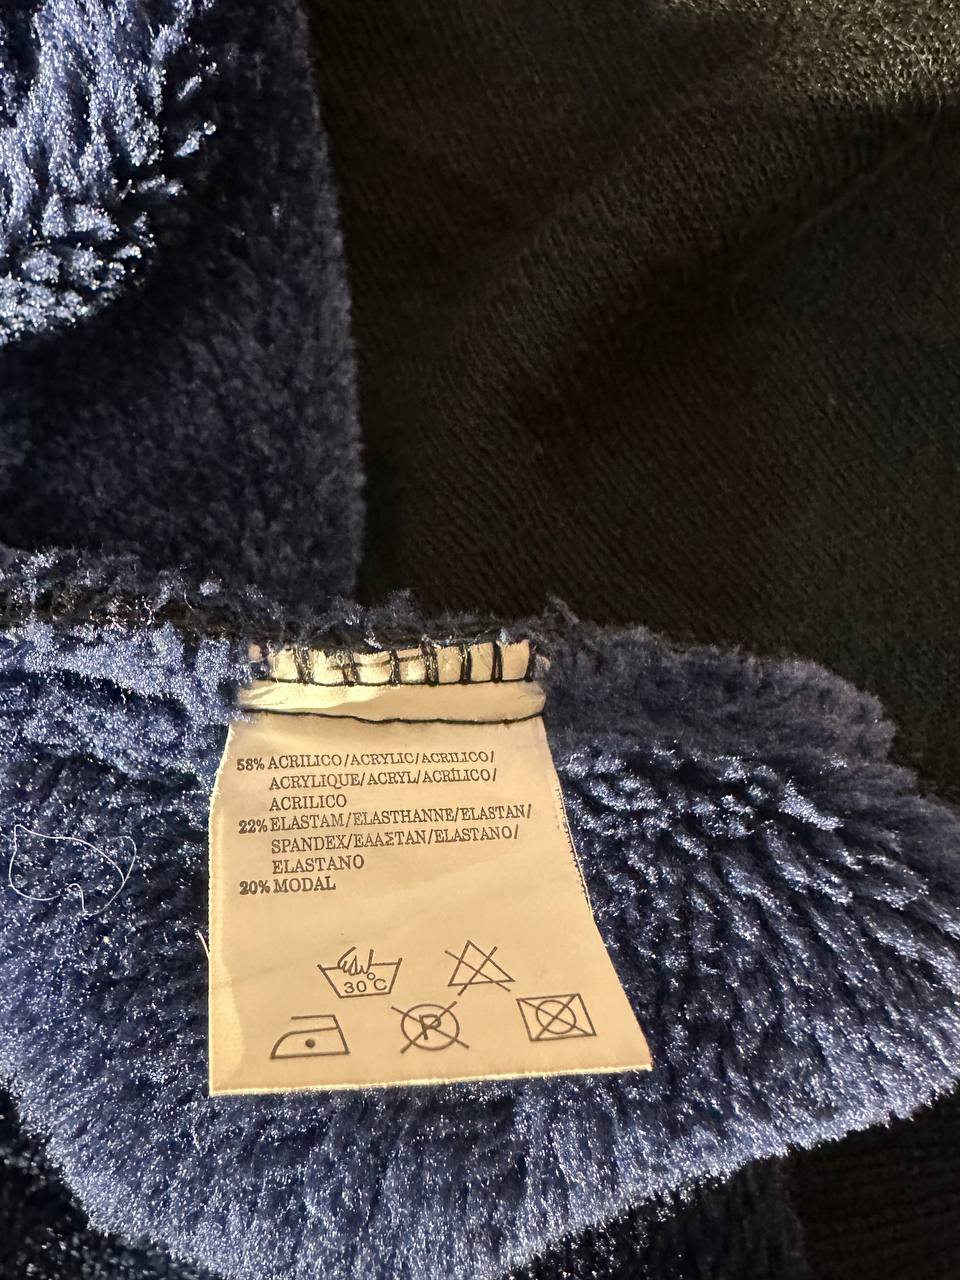 58% ACRILICO/ACRYLIC/ACRILICO/
ACRYLIQUE/ACRYL/ACRÍLICO/
ACRILICO
22% ELASTAM/ELASTHANNE/ELASTAN/
SPANDEX/ΕΛΑΣΤΑΝ/ELASTANO/
ELASTANO
20% MODAL
30°C
P